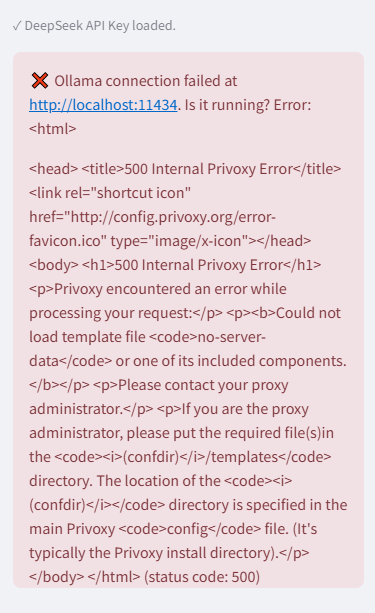 ✓ DeepSeek API Key loaded.
❌ Ollama connection failed at
http://localhost:11434. Is it running? Error:
<html>
<head> <title>500 Internal Privoxy Error</title>
<link rel="shortcut icon"
href="http://config.privoxy.org/error-
favicon.ico" type="image/x-icon"></head>
<body> <h1>500 Internal Privoxy Error</h1>
<p>Privoxy encountered an error while
processing your request:</p> <p><b>Could not
load template file <code>no-server-
data</code> or one of its included components.
</b></p> <p>Please contact your proxy
administrator.</p> <p>If you are the proxy
administrator, please put the required file(s)in
the <code><i>(confdir)</i>/templates</code>
directory. The location of the <code><i>
(confdir)</i></code> directory is specified in the
main Privoxy <code>config</code> file. (It's
typically the Privoxy install directory).</p>
</body> </html> (status code: 500)